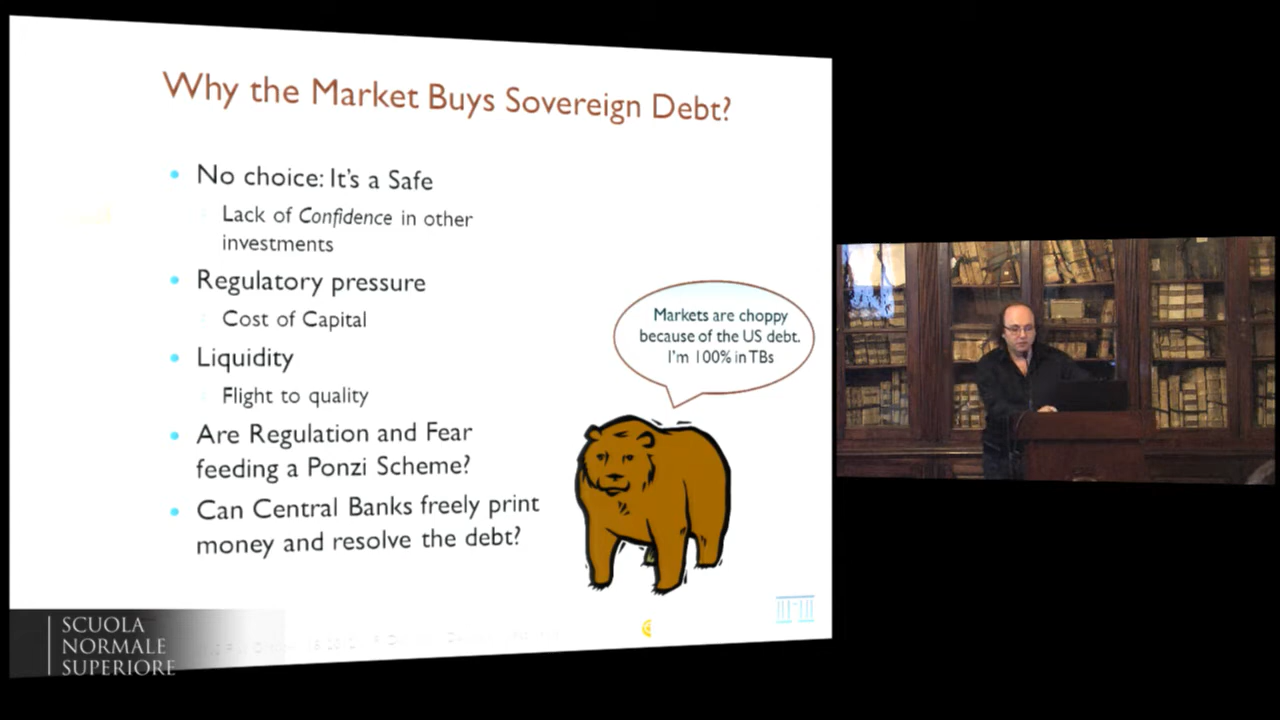 Why the Market Buys Sovereign Debt?
No choice: It's a Safe
Lack of Confidence in other
investments
Regulatory pressure
Cost of Capital
Liquidity
Flight to quality
Are Regulation and Fear
feeding a Ponzi Scheme?
Can Central Banks freely print
money and resolve the debt?
Markets are choppy
because of the US debt.
I'm 100% in TBs
SCUOLA
NORMALE
SUPERIORE